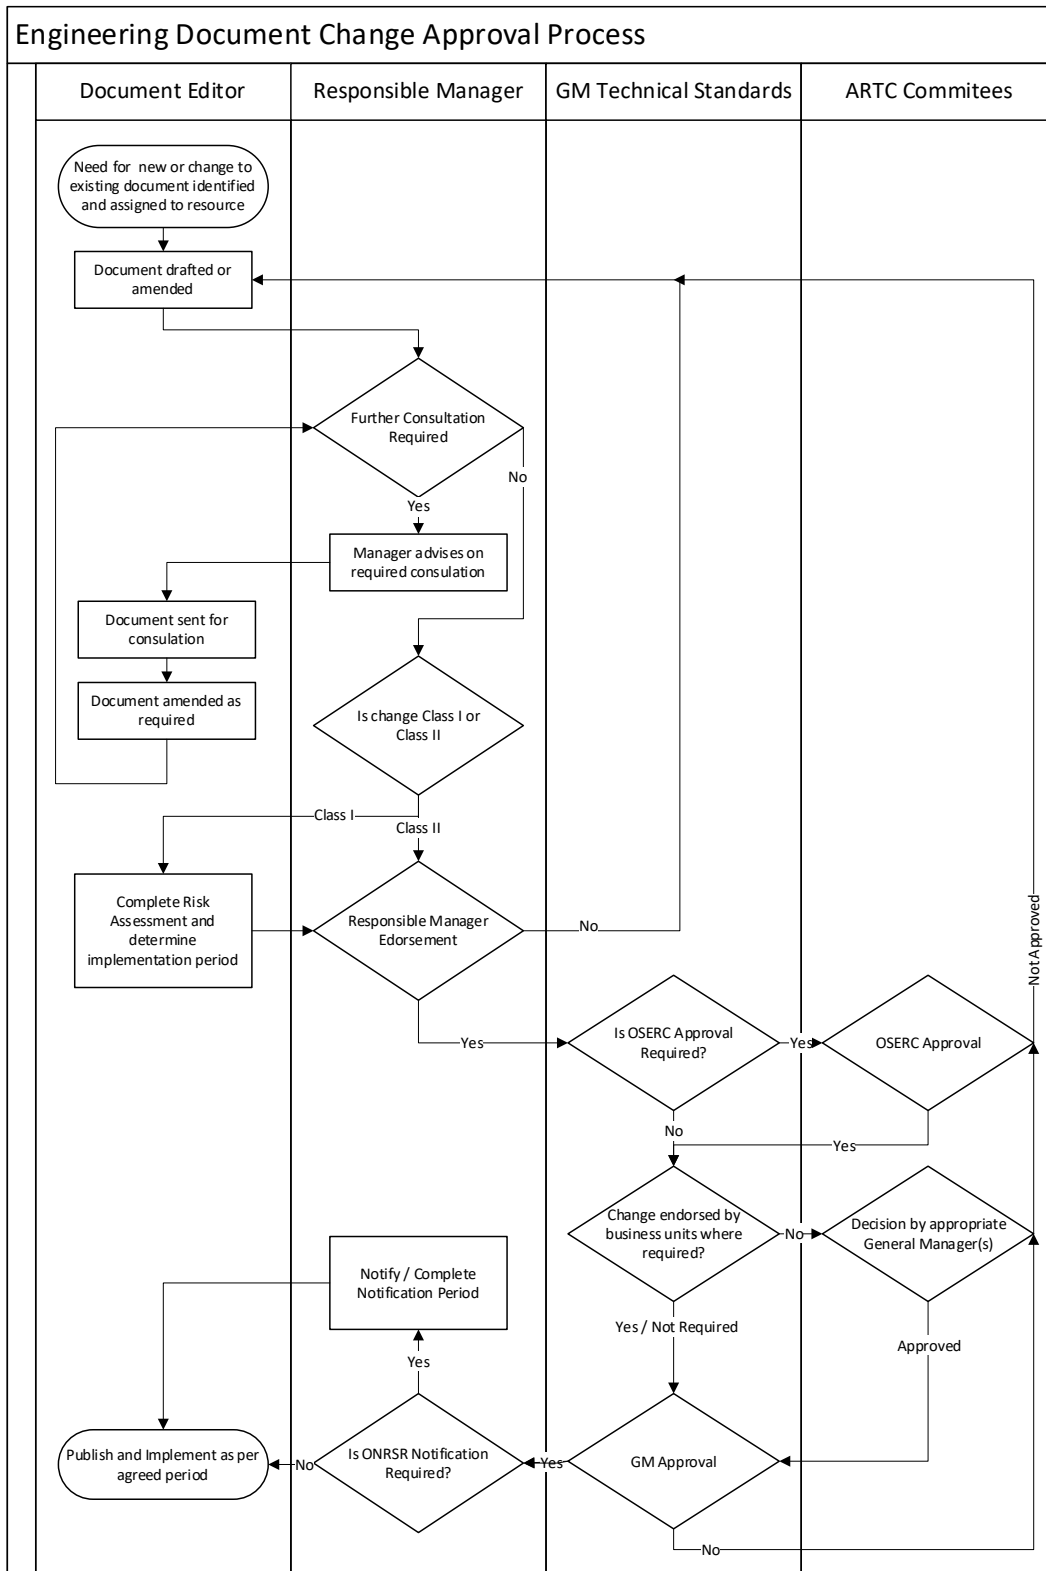 Engineering Document Change Approval Process
Document Editor
Responsible Manager
GM Technical Standards
ARTC Commitees
Need for new or change to
existing document identified
and assigned to resource
Document drafted or
amended
Further Consultation
Required
No
Yes
Manager advises on
required consulation
Document sent for
consulation
Document amended as
required
Is change Class I or
Class II
Class I
Class II
Complete Risk
Assessment and
determine
implementation period
Responsible Manager
Edorsement
No
Not Approved
Yes
Is OSERC Approval
Required?
Yes
OSERC Approval
No
Yes
Change endorsed by
business units where
required?
No
Decision by appropriate
General Manager(s)
Notify / Complete
Notification Period
Yes / Not Required
Approved
Yes
Publish and Implement as per
agreed period
No
Is ONRSR Notification
Required?
Yes
GM Approval
No